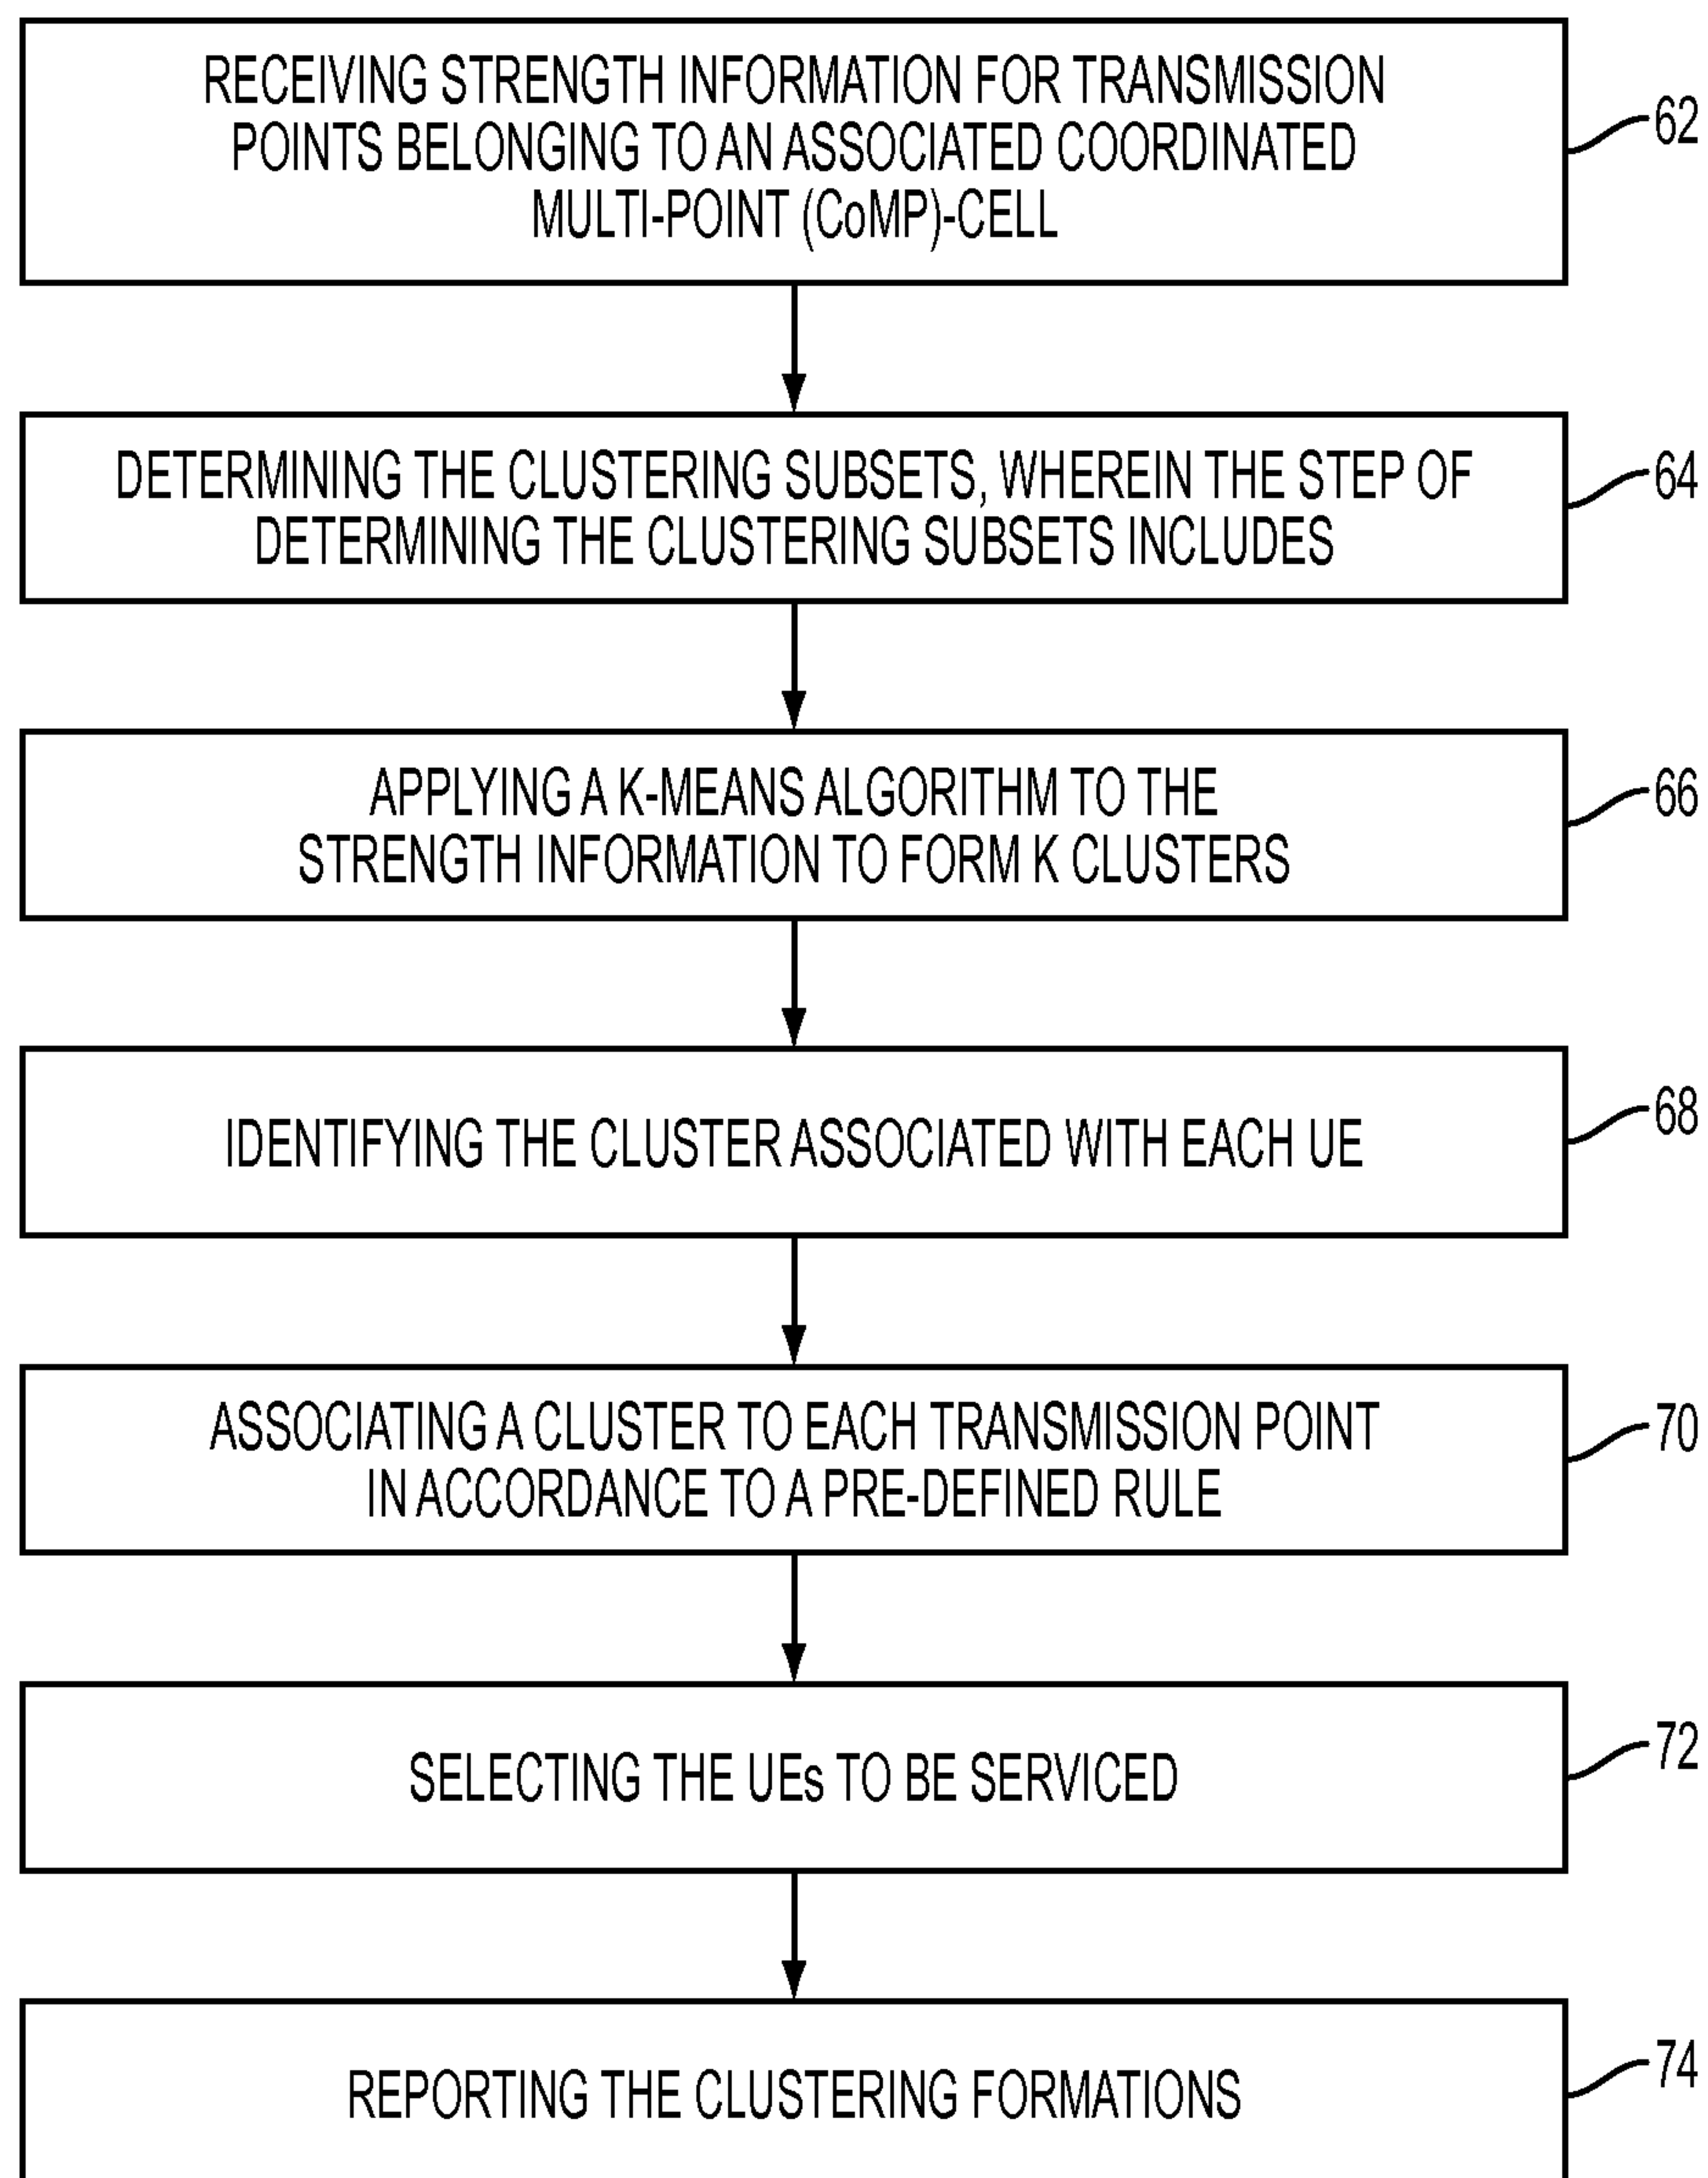 RECEIVING STRENGTH INFORMATION FOR TRANSMISSION
POINTS BELONGING TO AN ASSOCIATED COORDINATED
MULTI-POINT (CoMP)-CELL
62
DETERMINING THE CLUSTERING SUBSETS, WHEREIN THE STEP OF
DETERMINING THE CLUSTERING SUBSETS INCLUDES
64
APPLYING A K-MEANS ALGORITHM TO THE
STRENGTH INFORMATION TO FORM K CLUSTERS
66
IDENTIFYING THE CLUSTER ASSOCIATED WITH EACH UE
68
ASSOCIATING A CLUSTER TO EACH TRANSMISSION POINT
IN ACCORDANCE TO A PRE-DEFINED RULE
70
SELECTING THE UEs TO BE SERVICED
72
REPORTING THE CLUSTERING FORMATIONS
74